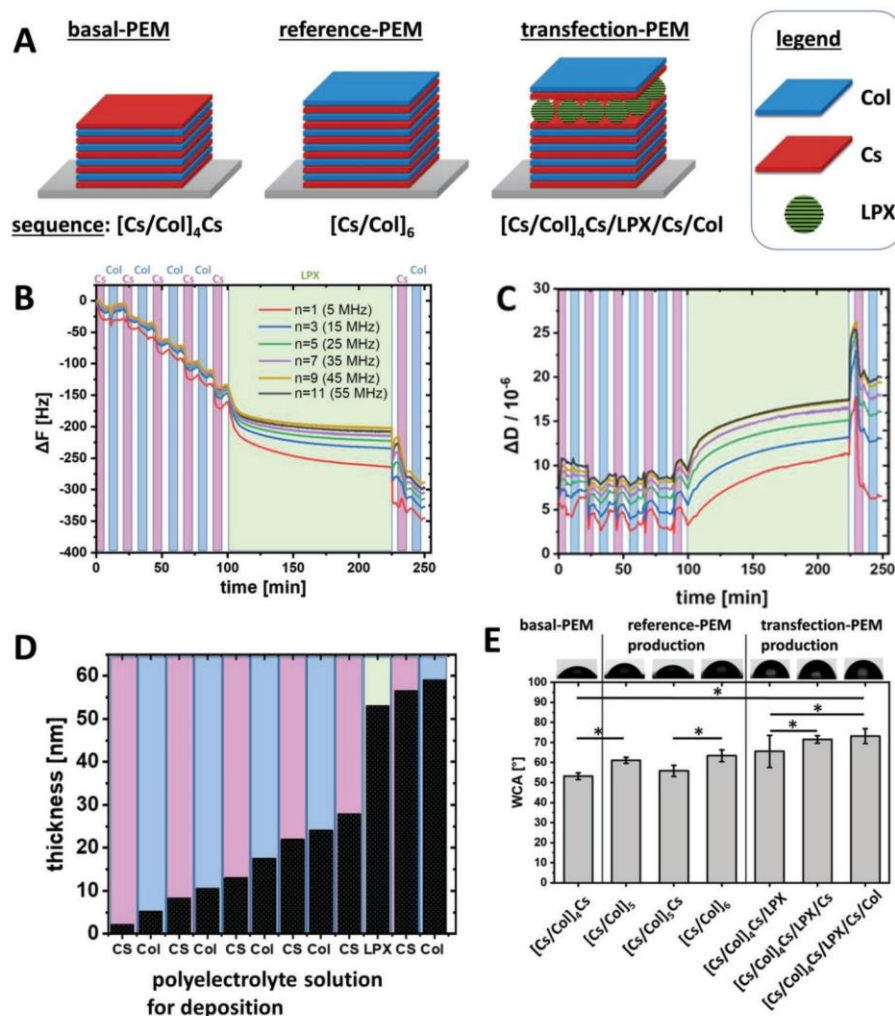 A
basal-PEM
reference-PEM
transfection-PEM
legend
Col
Cs
LPX
sequence: [Cs/Col]₄Cs
[Cs/Col]₆
[Cs/Col]₄Cs/LPX/Cs/Col
B
Cs Col Cs Col Cs Col Cs Col Cs LPX Cs Col
n=1 (5 MHz)
n=3 (15 MHz)
n=5 (25 MHz)
n=7 (35 MHz)
n=9 (45 MHz)
n=11 (55 MHz)
ΔF [Hz]
50
0
-50
-100
-150
-200
-250
-300
-350
-400
0 50 100 150 200 250
time [min]
C
ΔD / 10⁻⁶
30
25
20
15
10
5
0
0 50 100 150 200 250
time [min]
D
thickness [nm]
60
50
40
30
20
10
0
CS Col CS Col CS Col CS Col CS LPX CS Col
polyelectrolyte solution
for deposition
E
basal-PEM
reference-PEM
production
transfection-PEM
production
WCA [°]
100
90
80
70
60
50
40
30
20
10
0
*
*
*
*
*
[Cs/Col]₄Cs
[Cs/Col]₅
[Cs/Col]₅Cs
[Cs/Col]₆
[Cs/Col]₄Cs/LPX
[Cs/Col]₄Cs/LPX/Cs
[Cs/Col]₄Cs/LPX/Cs/Col